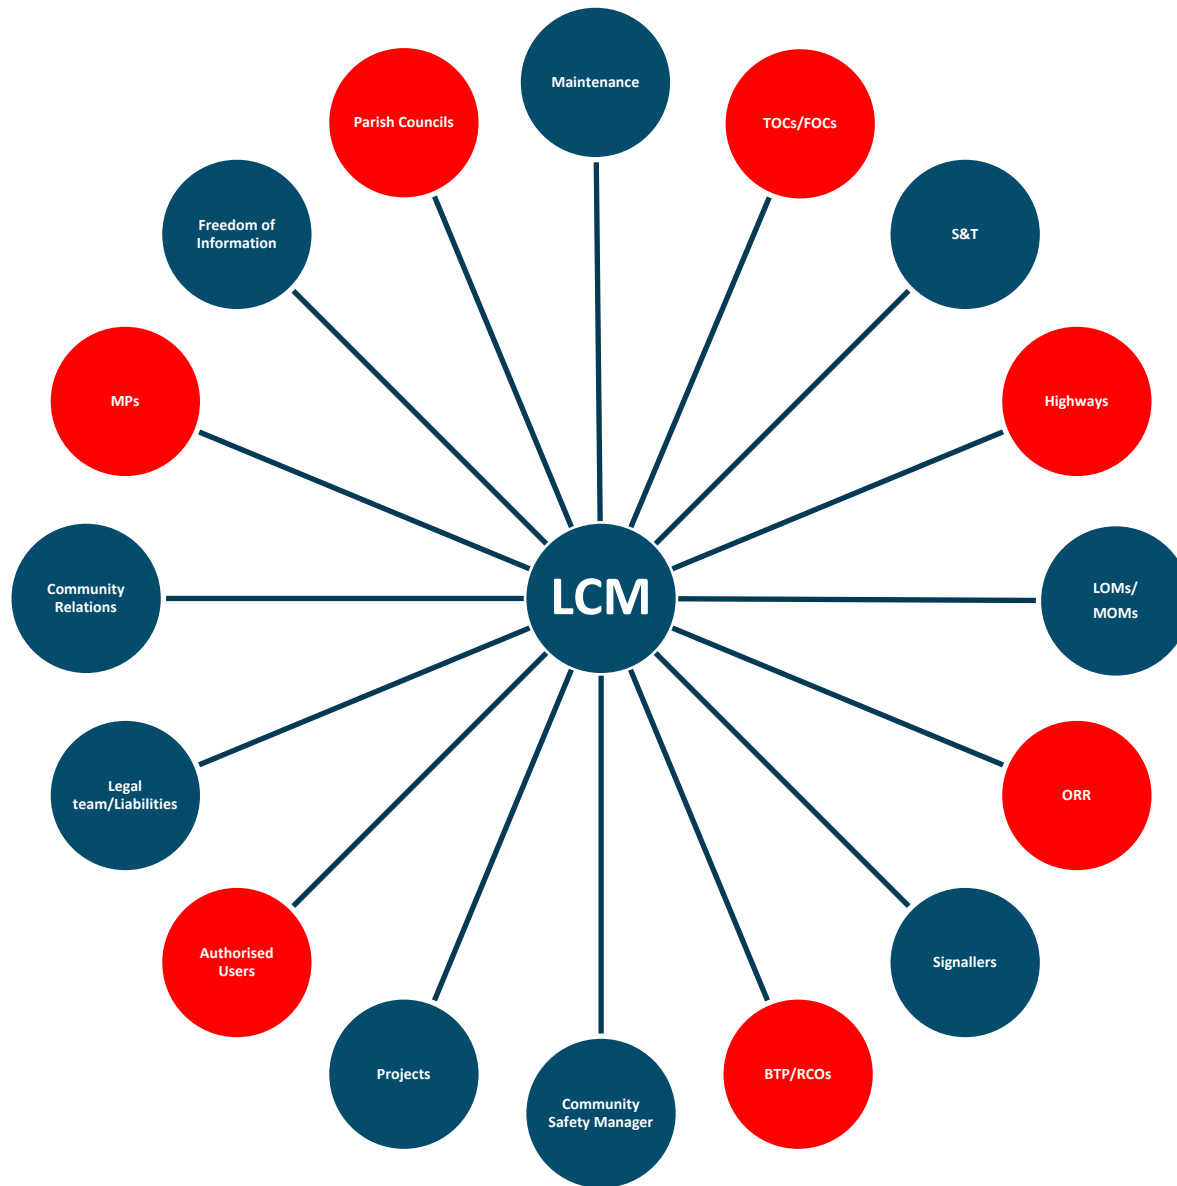 Maintenance
TOCs/FOCs
S&T
Highways
LOMs/
MOMs
ORR
Signallers
BTP/RCOs
Community
Safety Manager
Projects
Authorised
Users
Legal
team/Liabilities
Community
Relations
MPs
Freedom of
Information
Parish Councils
LCM